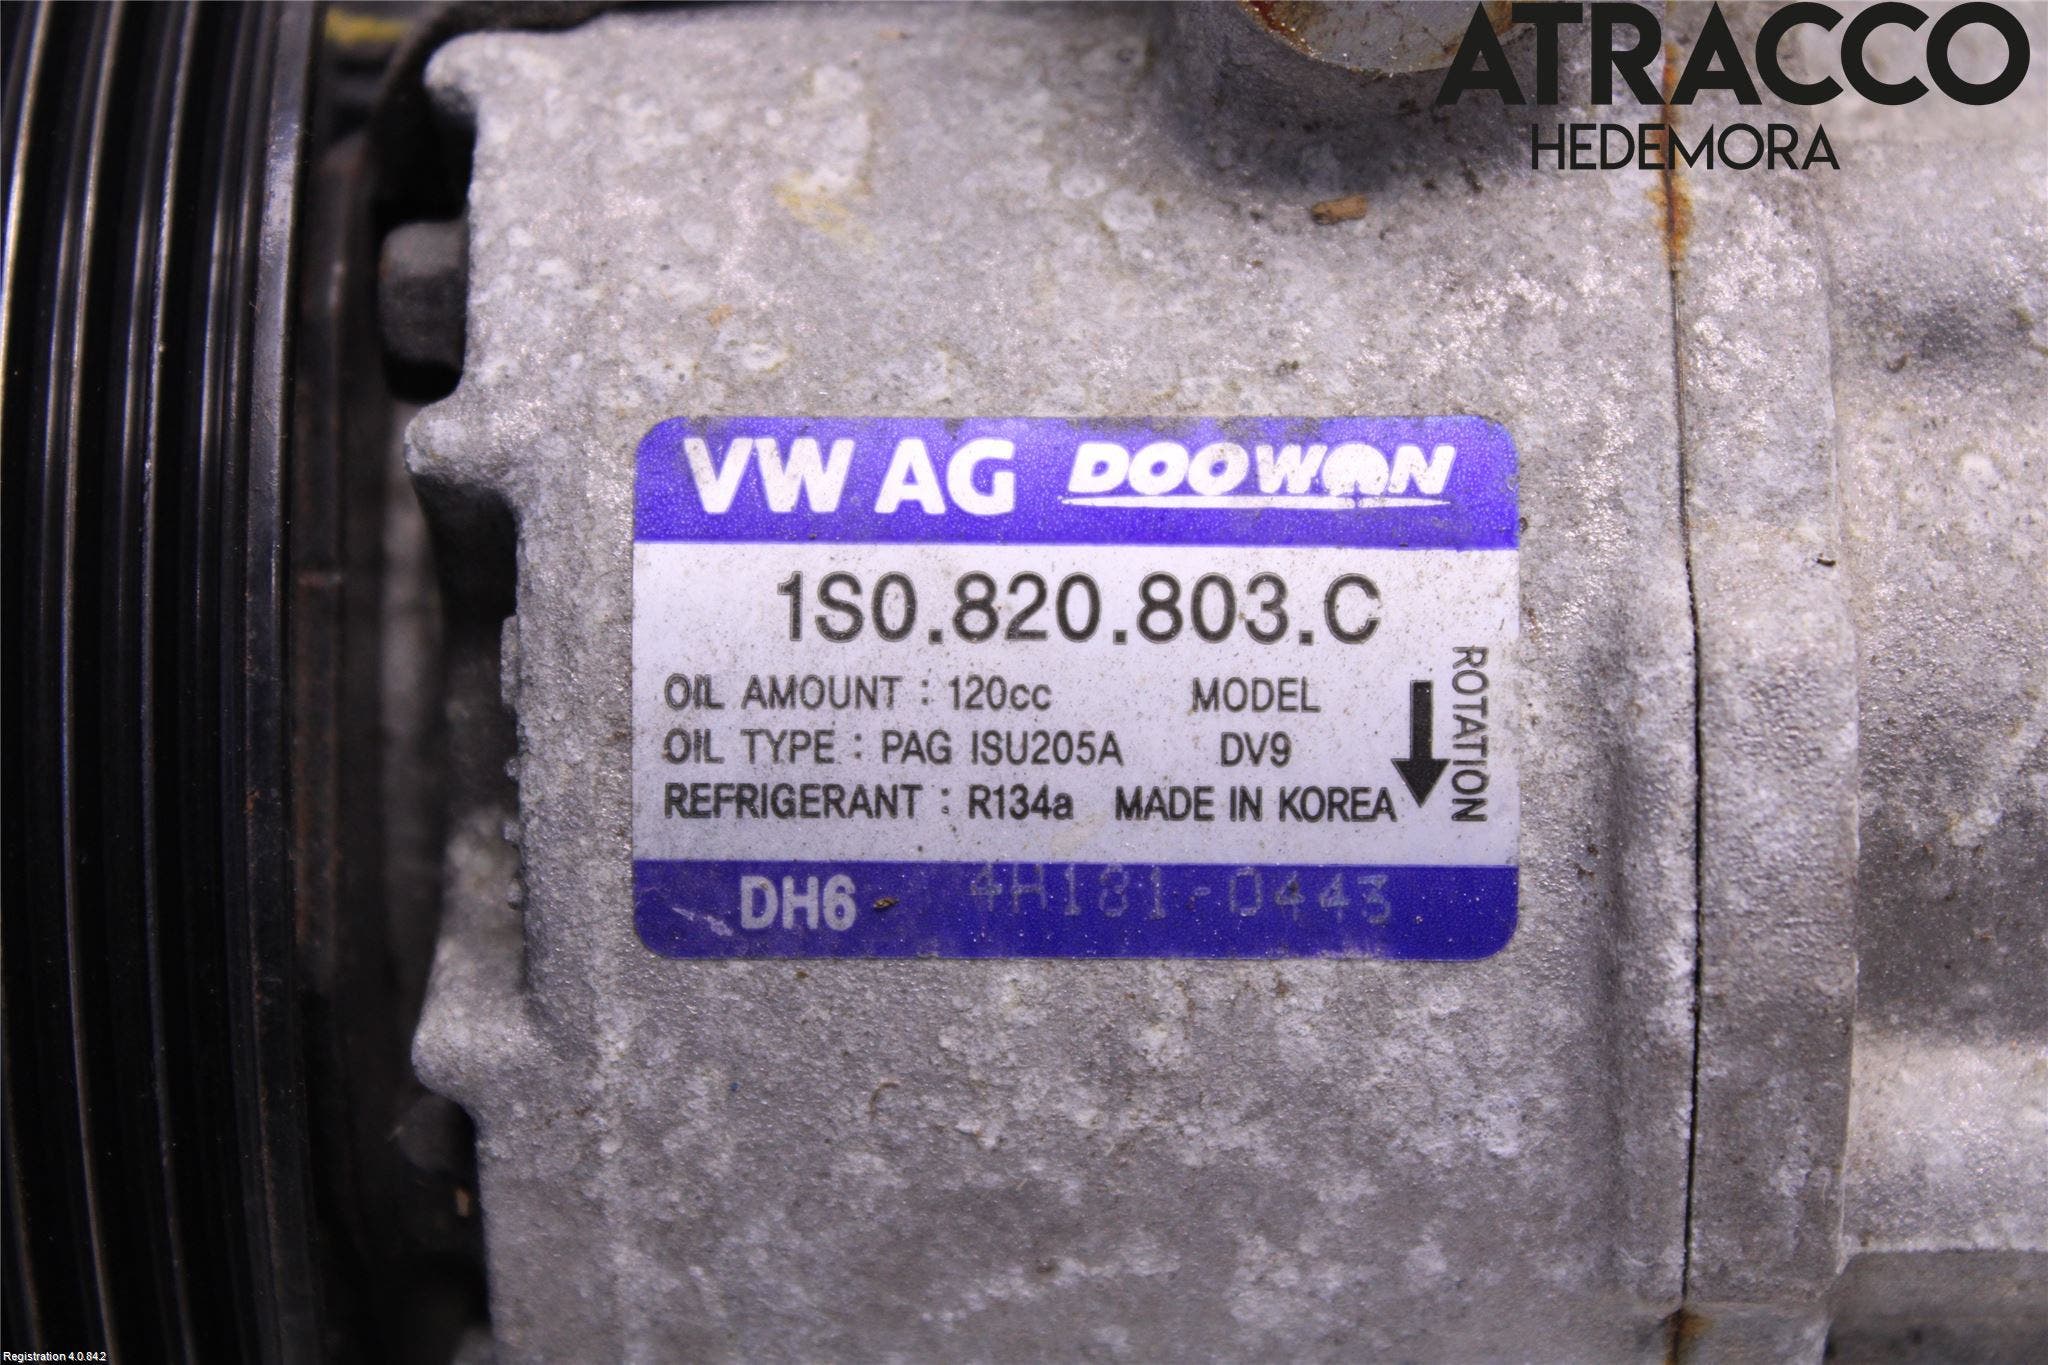 ATRACCO
HEDEMORA
VW AG DOOWON
1S0.820.803.C
OIL AMOUNT : 120cc MODEL
OIL TYPE : PAG ISU205A DV9
REFRIGERANT : R134a MADE IN KOREA
ROTATION
DH6 4H181-0443
Registration 4.0.84.2